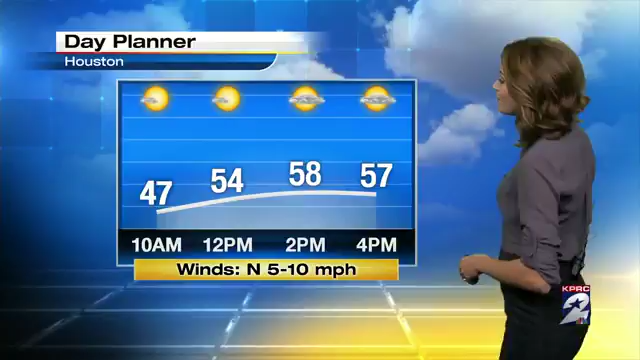 Day Planner
Houston
47 54 58 57
10AM 12PM 2PM 4PM
Winds: N 5-10 mph
KPRC
2